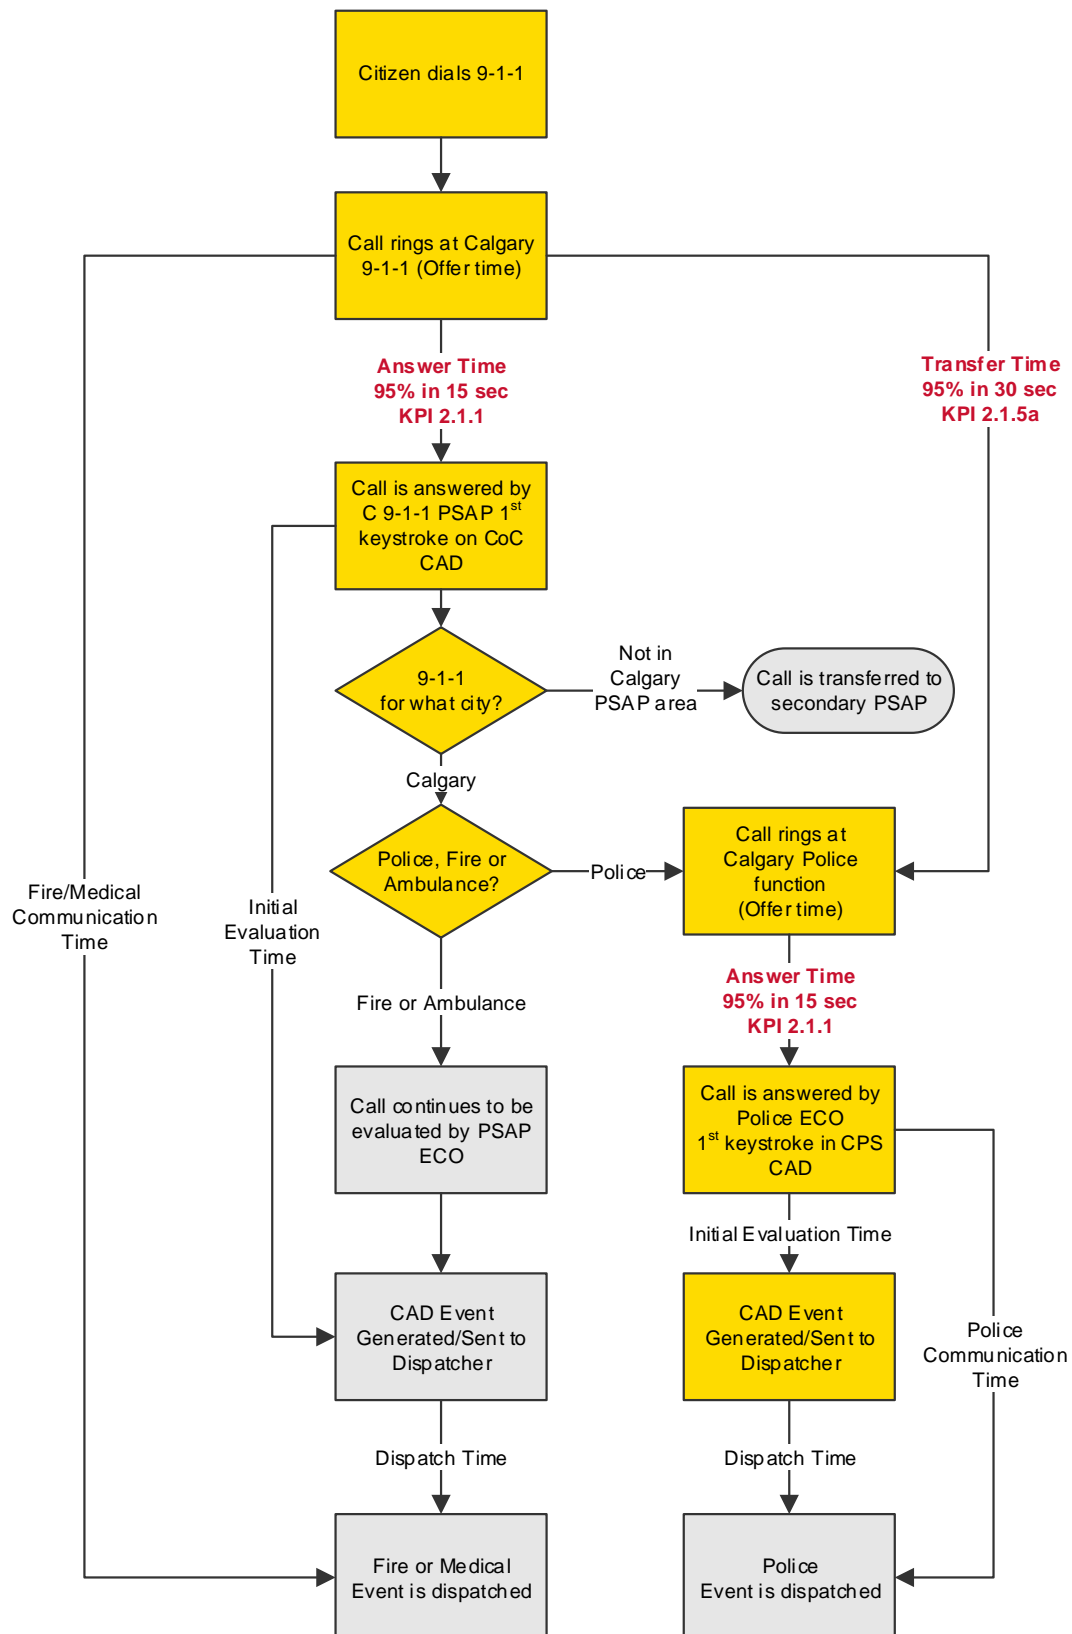 Citizen dials 9-1-1
Call rings at Calgary
9-1-1 (Offer time)
Answer Time
95% in 15 sec
KPI 2.1.1
Transfer Time
95% in 30 sec
KPI 2.1.5a
Call is answered by
C 9-1-1 PSAP 1st
keystroke on CoC
CAD
9-1-1
for what city?
Not in
Calgary
PSAP area
Call is transferred to
secondary PSAP
Calgary
Police, Fire or
Ambulance?
Police
Call rings at
Calgary Police
function
(Offer time)
Fire/Medical
Communication
Time
Initial
Evaluation
Time
Fire or Ambulance
Answer Time
95% in 15 sec
KPI 2.1.1
Call continues to be
evaluated by PSAP
ECO
Call is answered by
Police ECO
1st keystroke in CPS
CAD
Initial Evaluation Time
CAD Event
Generated/Sent to
Dispatcher
CAD Event
Generated/Sent to
Dispatcher
Police
Communication
Time
Dispatch Time
Dispatch Time
Fire or Medical
Event is dispatched
Police
Event is dispatched